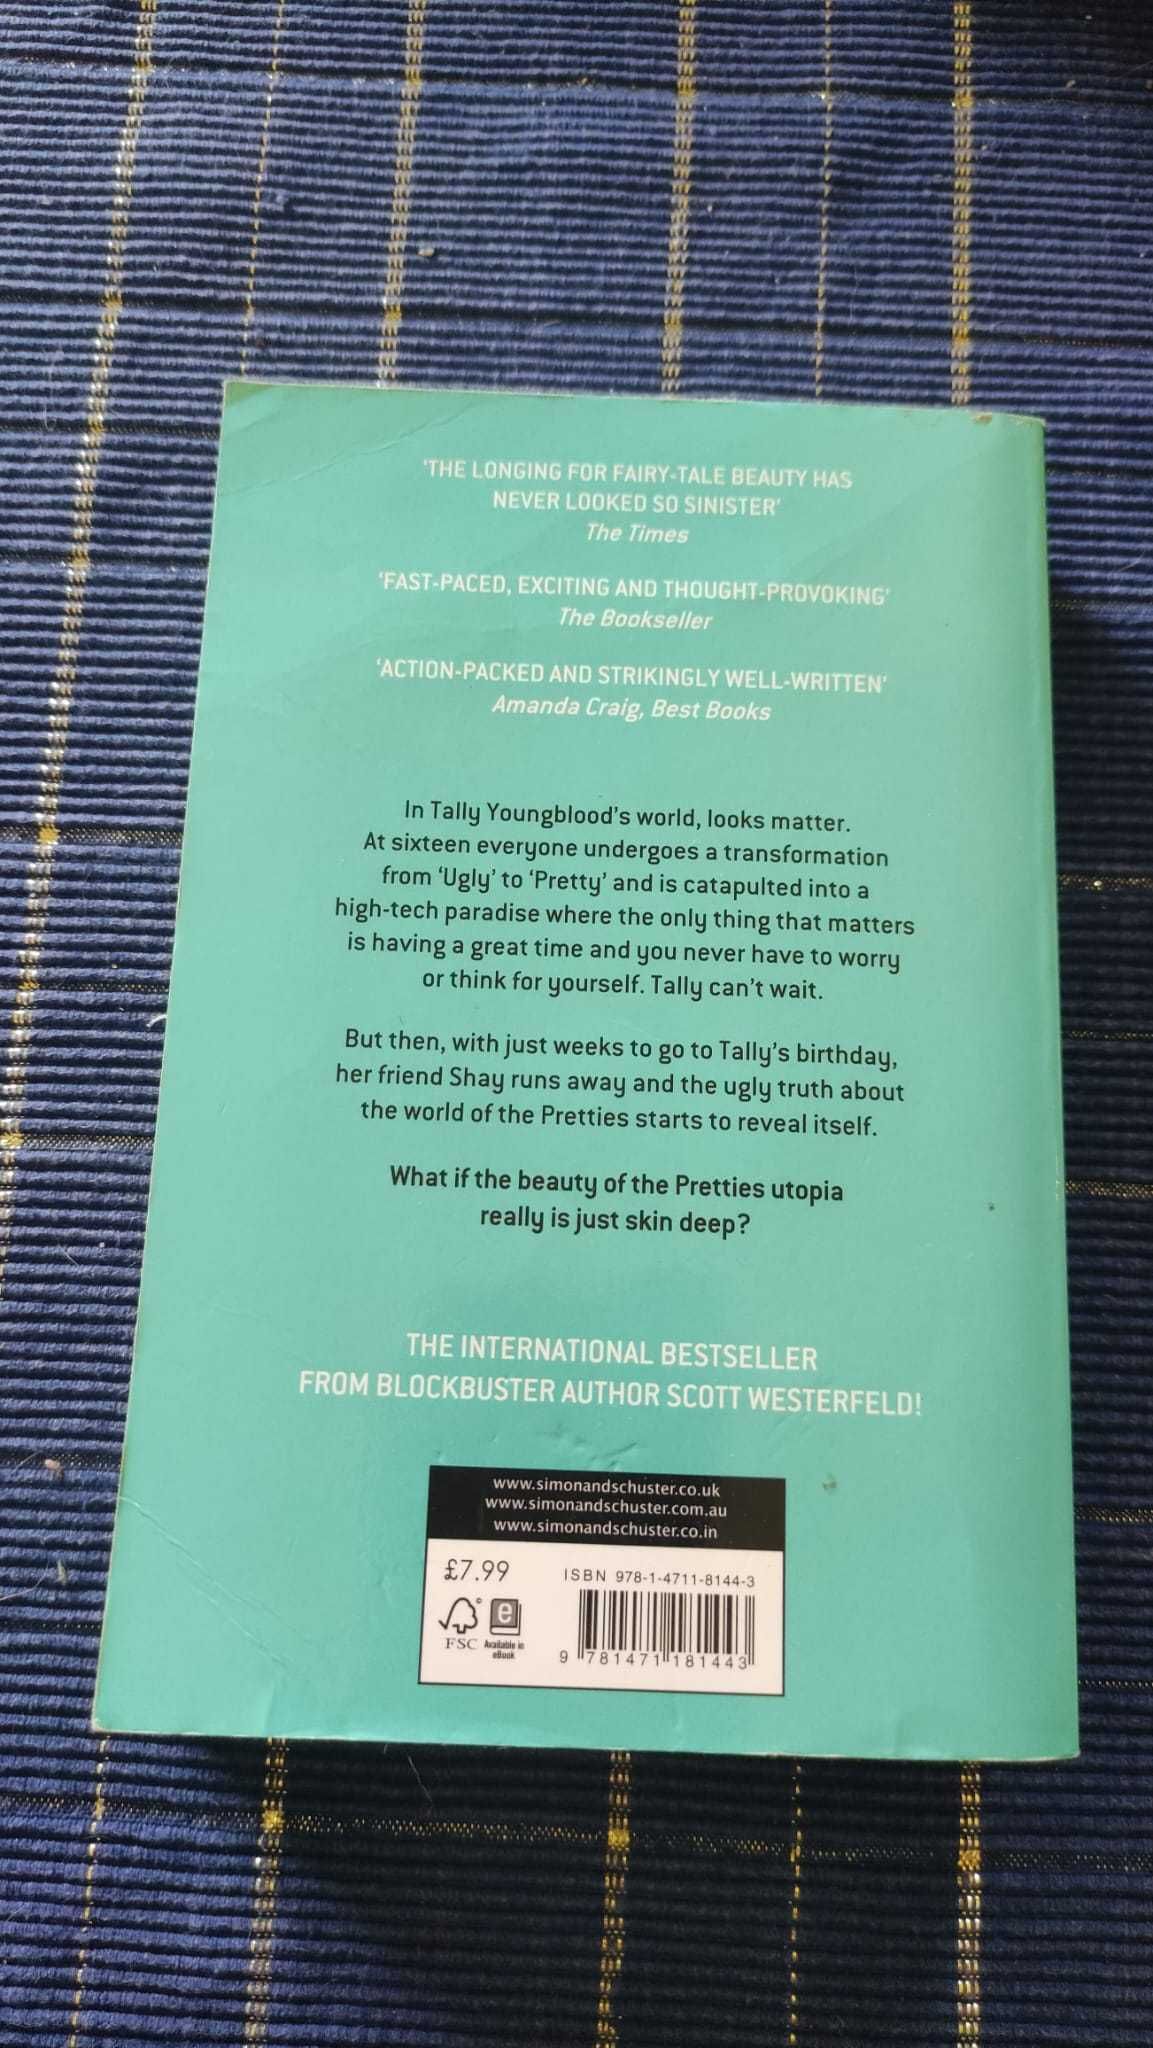 ‘THE LONGING FOR FAIRY-TALE BEAUTY HAS
NEVER LOOKED SO SINISTER’
The Times
‘FAST-PACED, EXCITING AND THOUGHT-PROVOKING’
The Bookseller
‘ACTION-PACKED AND STRIKINGLY WELL-WRITTEN’
Amanda Craig, Best Books
In Tally Youngblood’s world, looks matter.
At sixteen everyone undergoes a transformation
from ‘Ugly’ to ‘Pretty’ and is catapulted into a
high-tech paradise where the only thing that matters
is having a great time and you never have to worry
or think for yourself. Tally can’t wait.
But then, with just weeks to go to Tally’s birthday,
her friend Shay runs away and the ugly truth about
the world of the Pretties starts to reveal itself.
What if the beauty of the Pretties utopia
really is just skin deep?
THE INTERNATIONAL BESTSELLER
FROM BLOCKBUSTER AUTHOR SCOTT WESTERFELD!
www.simonandschuster.co.uk
www.simonandschuster.com.au
www.simonandschuster.co.in
£7.99
ISBN 978-1-4711-8144-3
FSC
e
Available in
eBook
9 781471 181443